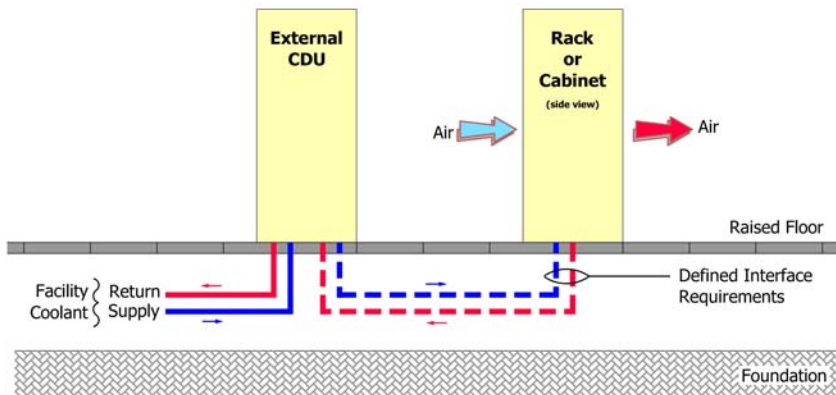 External
CDU
Rack
or
Cabinet
(side view)
Air
Air
Raised Floor
Facility
Coolant
Return
Supply
Defined Interface
Requirements
Foundation